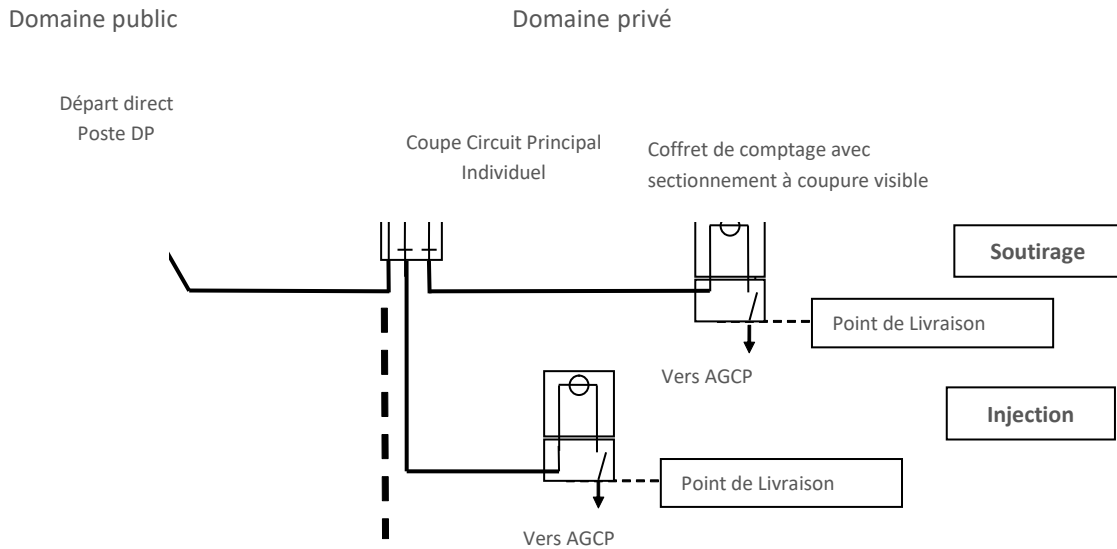 Domaine public
Domaine privé
Départ direct
Poste DP
Coupe Circuit Principal
Individuel
Coffret de comptage avec
sectionnement à coupure visible
Soutirage
Point de Livraison
Vers AGCP
Injection
Point de Livraison
Vers AGCP